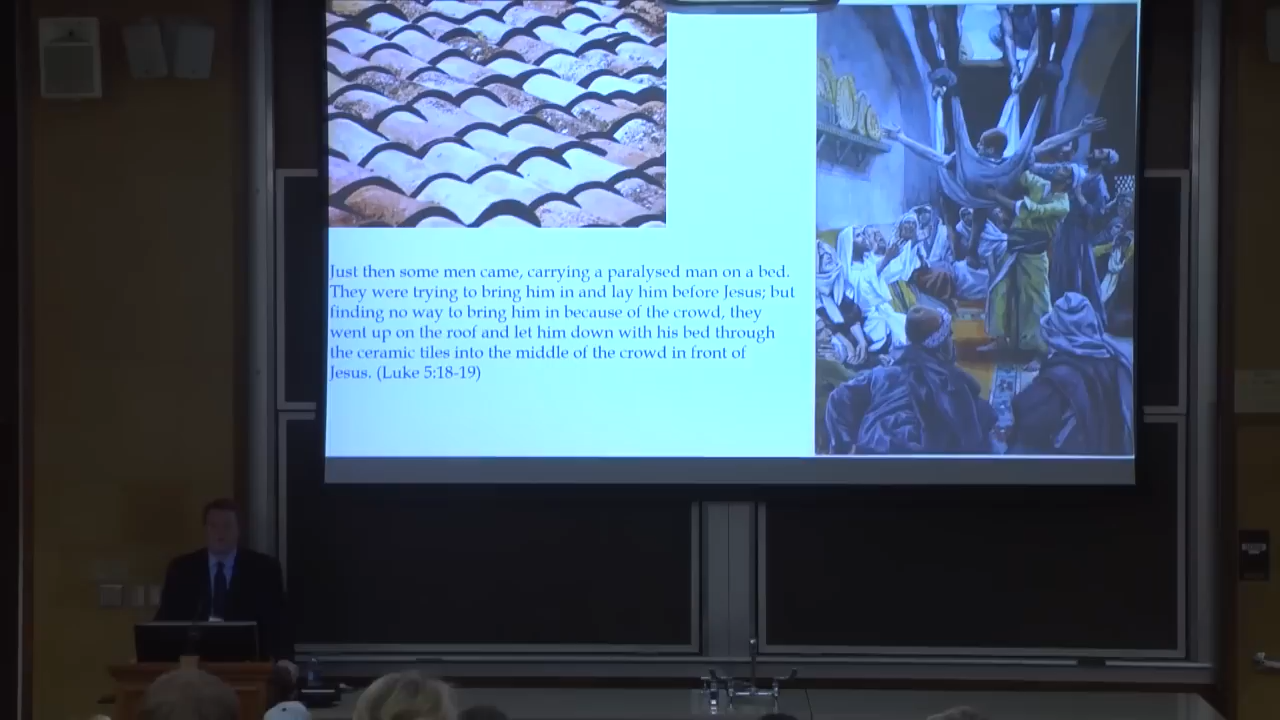 Just then some men came, carrying a paralysed man on a bed.
They were trying to bring him in and lay him before Jesus; but
finding no way to bring him in because of the crowd, they
went up on the roof and let him down with his bed through
the ceramic tiles into the middle of the crowd in front of
Jesus. (Luke 5:18-19)